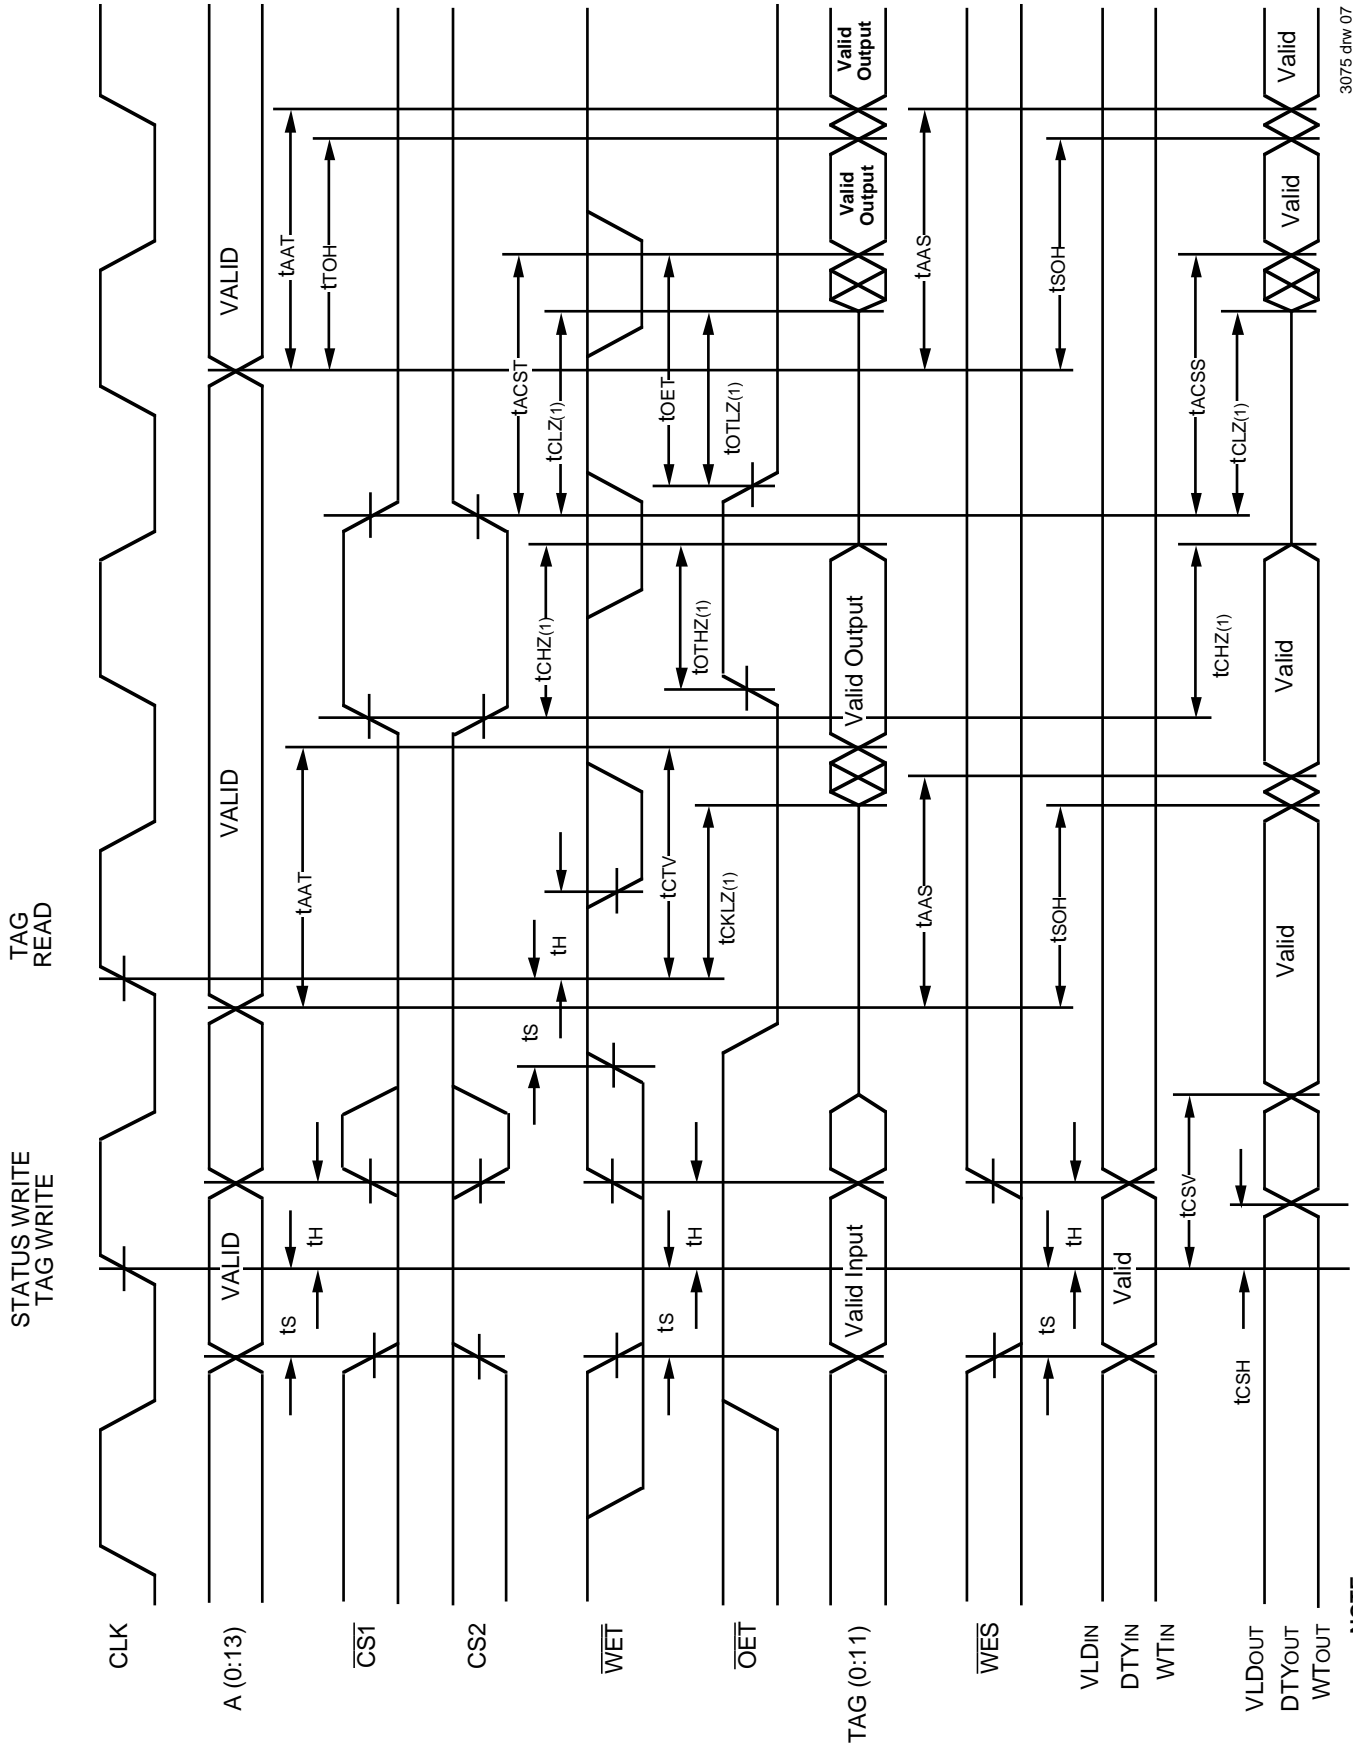 STATUS WRITE
TAG WRITE
TAG
READ
CLK
A (0:13)
VALID
VALID
VALID
tS
tH
tAAT
tAAT
tTOH
CS1
CS2
tS
tH
tCHZ(1)
tACST
tCLZ(1)
WET
tS
tH
tCTV
tCKLZ(1)
tOTHZ(1)
tOET
tOTLZ(1)
OET
TAG (0:11)
Valid Input
Valid Output
Valid
Output
Valid
Output
tAAS
tAAS
WES
tS
tH
tSOH
tSOH
VLDIN
DTYIN
WTIN
Valid
tCSV
tCHZ(1)
tACSS
tCSH
tCLZ(1)
VLDOUT
DTYOUT
WTOUT
Valid
Valid
Valid
Valid
3075 drw 07